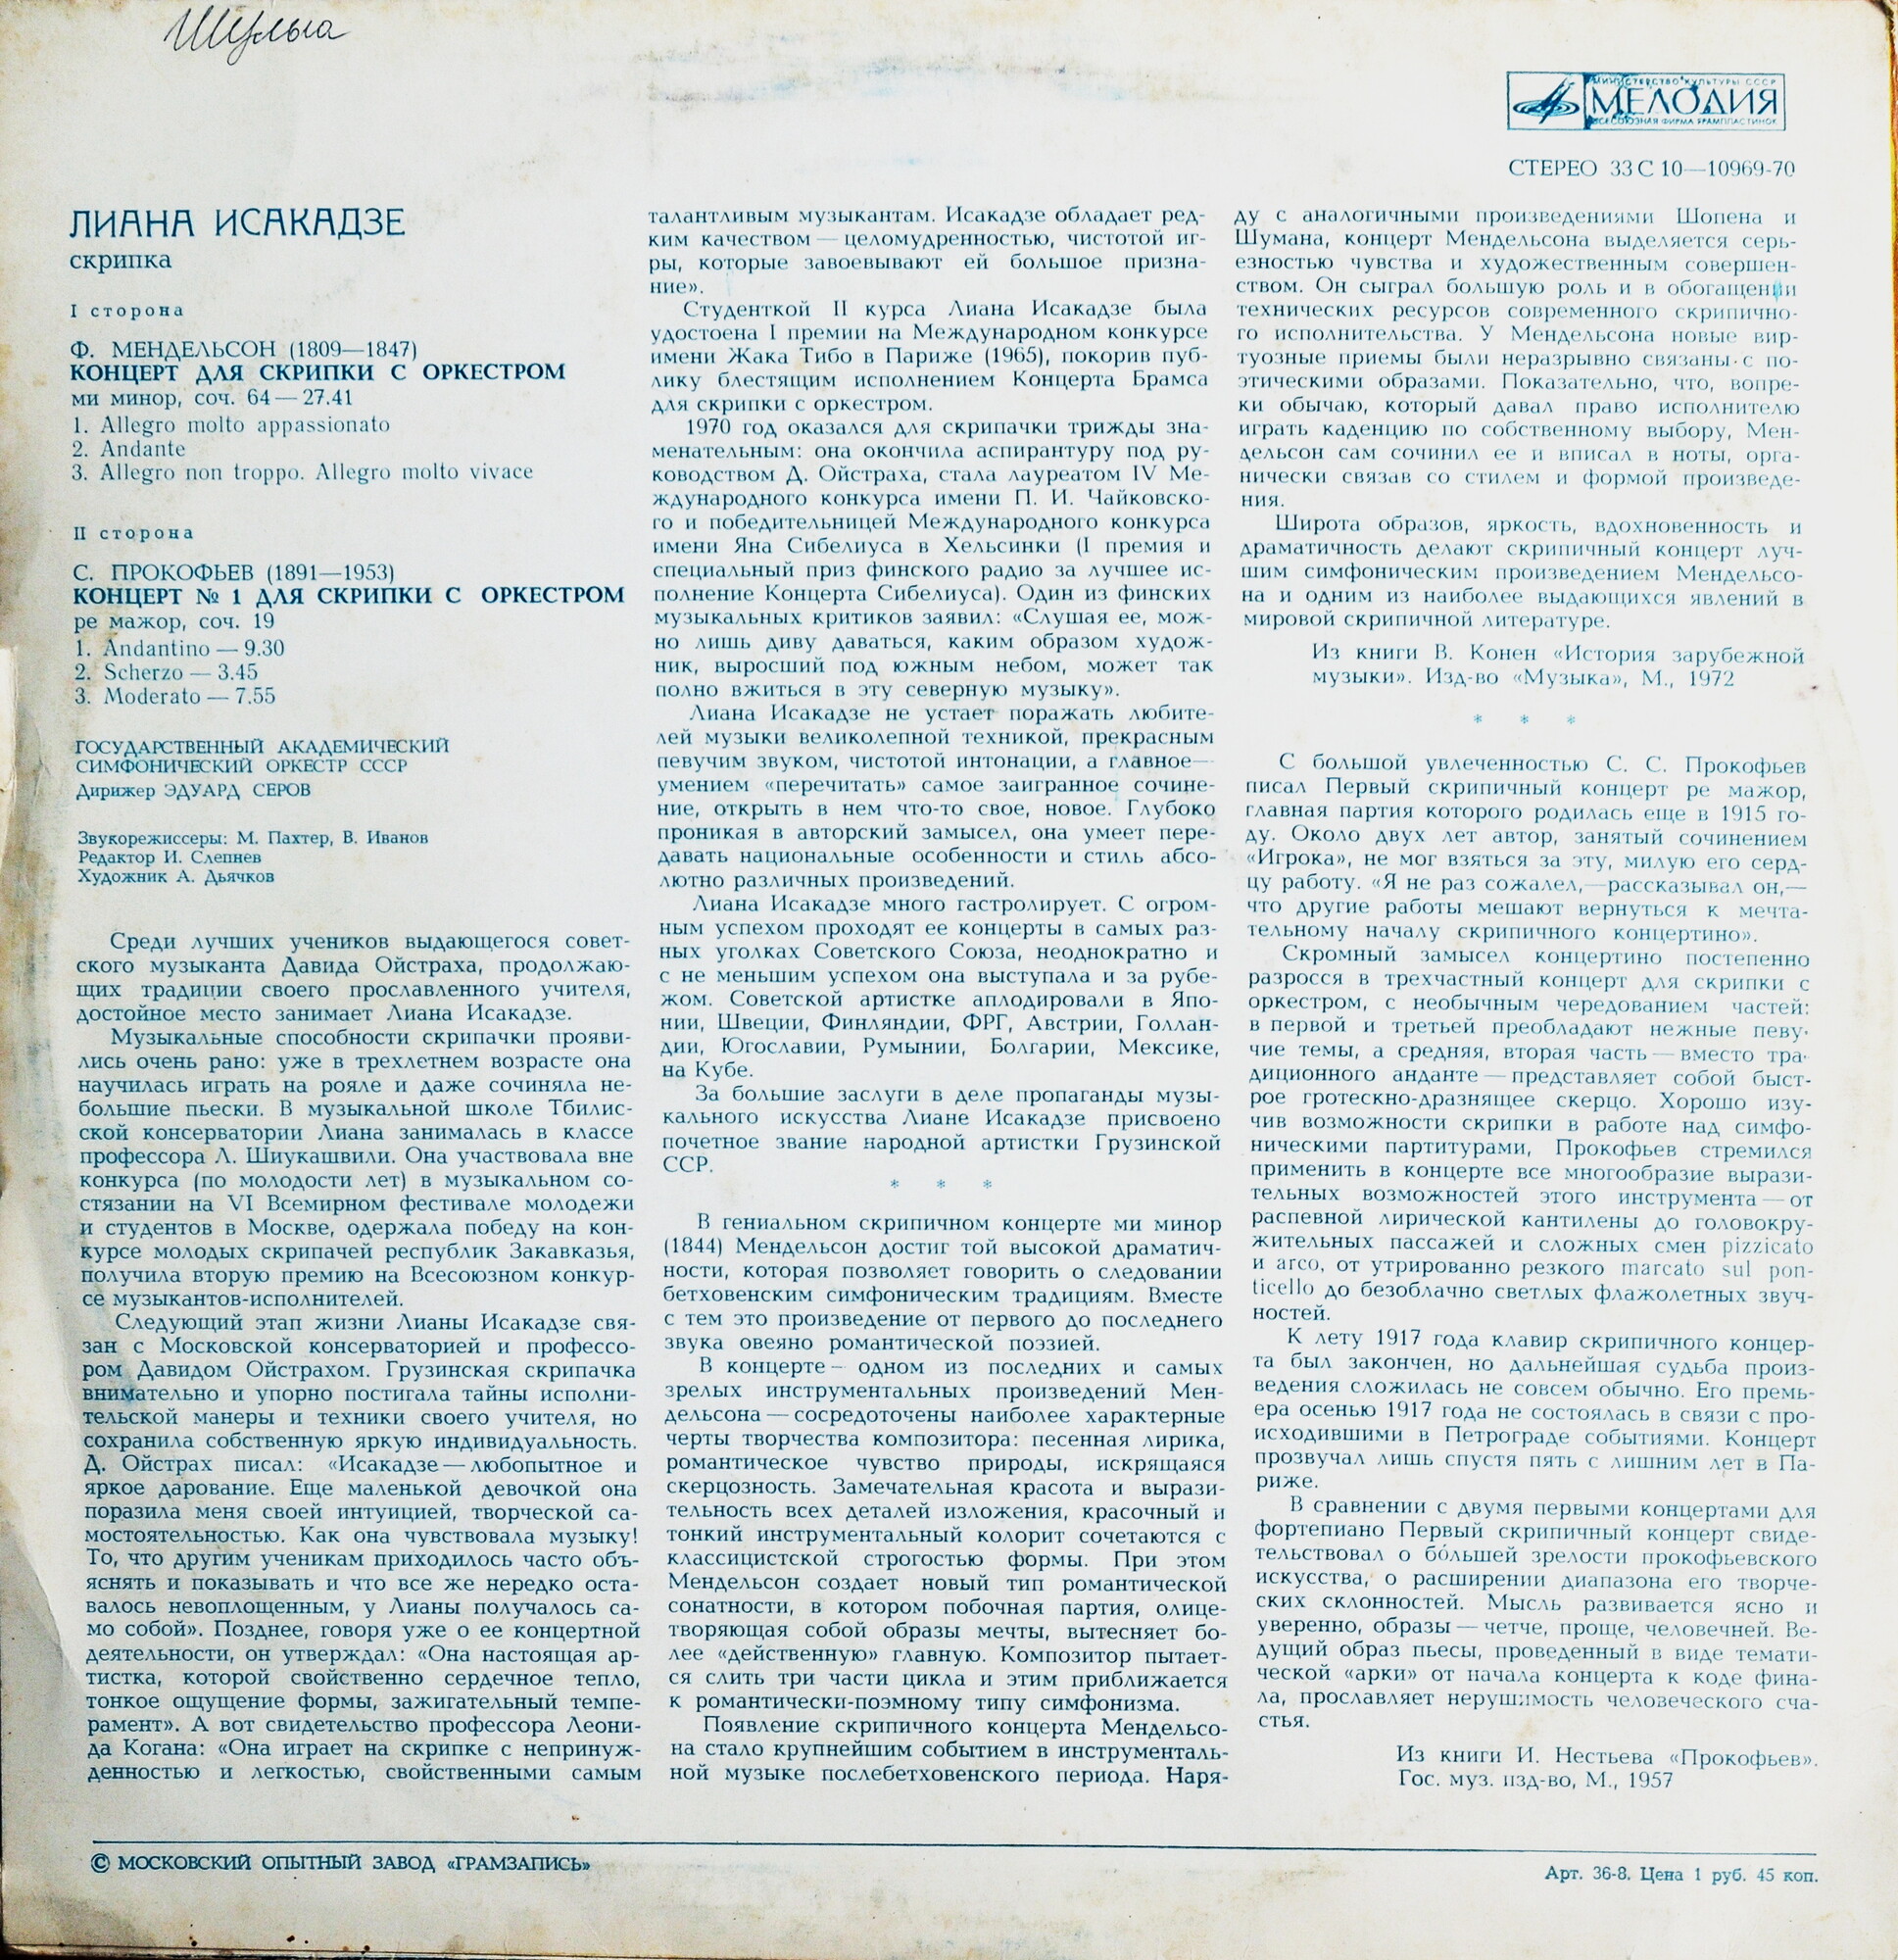 Шульга
МИНИСТЕРСТВО КУЛЬТУРЫ СССР
МЕЛОДИЯ
ВСЕСОЮЗНАЯ ФИРМА ГРАМПЛАСТИНОК
СТЕРЕО 33 С 10—10969-70
ЛИАНА ИСАКАДЗЕ
скрипка
I сторона
Ф. МЕНДЕЛЬСОН (1809—1847)
КОНЦЕРТ ДЛЯ СКРИПКИ С ОРКЕСТРОМ
ми минор, соч. 64 — 27.41
1. Allegro molto appassionato
2. Andante
3. Allegro non troppo. Allegro molto vivace
II сторона
С. ПРОКОФЬЕВ (1891—1953)
КОНЦЕРТ № 1 ДЛЯ СКРИПКИ С ОРКЕСТРОМ
ре мажор, соч. 19
1. Andantino — 9.30
2. Scherzo — 3.45
3. Moderato — 7.55
ГОСУДАРСТВЕННЫЙ АКАДЕМИЧЕСКИЙ
СИМФОНИЧЕСКИЙ ОРКЕСТР СССР
Дирижер ЭДУАРД СЕРОВ
Звукорежиссеры: М. Пахтер, В. Иванов
Редактор И. Слепнев
Художник А. Дьячков
Среди лучших учеников выдающегося совет-
ского музыканта Давида Ойстраха, продолжаю-
щих традиции своего прославленного учителя,
достойное место занимает Лиана Исакадзе.
Музыкальные способности скрипачки прояви-
лись очень рано: уже в трехлетнем возрасте она
научилась играть на рояле и даже сочиняла не-
большие пьески. В музыкальной школе Тбилис-
ской консерватории Лиана занималась в классе
профессора Л. Шиукашвили. Она участвовала вне
конкурса (по молодости лет) в музыкальном со-
стязании на VI Всемирном фестивале молодежи
и студентов в Москве, одержала победу на кон-
курсе молодых скрипачей республик Закавказья,
получила вторую премию на Всесоюзном конкур-
се музыкантов-исполнителей.
Следующий этап жизни Лианы Исакадзе свя-
зан с Московской консерваторией и профессо-
ром Давидом Ойстрахом. Грузинская скрипачка
внимательно и упорно постигала тайны исполни-
тельской манеры и техники своего учителя, но
сохранила собственную яркую индивидуальность.
Д. Ойстрах писал: «Исакадзе — любопытное и
яркое дарование. Еще маленькой девочкой она
поразила меня своей интуицией, творческой са-
мостоятельностью. Как она чувствовала музыку!
То, что другим ученикам приходилось часто объ-
яснять и показывать и что все же нередко оста-
валось невоплощенным, у Лианы получалось са-
мо собой». Позднее, говоря уже о ее концертной
деятельности, он утверждал: «Она настоящая ар-
тистка, которой свойственно сердечное тепло,
тонкое ощущение формы, зажигательный темпе-
рамент». А вот свидетельство профессора Леони-
да Когана: «Она играет на скрипке с непринуж-
денностью и легкостью, свойственными самым
талантливым музыкантам. Исакадзе обладает ред-
ким качеством — целомудренностью, чистотой иг-
ры, которые завоевывают ей большое призна-
ние».
Студенткой II курса Лиана Исакадзе была
удостоена I премии на Международном конкурсе
имени Жака Тибо в Париже (1965), покорив пуб-
лику блестящим исполнением Концерта Брамса
для скрипки с оркестром.
1970 год оказался для скрипачки трижды зна-
менательным: она окончила аспирантуру под ру-
ководством Д. Ойстраха, стала лауреатом IV Ме-
ждународного конкурса имени П. И. Чайковско-
го и победительницей Международного конкурса
имени Яна Сибелиуса в Хельсинки (I премия и
специальный приз финского радио за лучшее ис-
полнение Концерта Сибелиуса). Один из финских
музыкальных критиков заявил: «Слушая ее, мож-
но лишь диву даваться, каким образом худож-
ник, выросший под южным небом, может так
полно вжиться в эту северную музыку».
Лиана Исакадзе не устает поражать любите-
лей музыки великолепной техникой, прекрасным
певучим звуком, чистотой интонации, а главное—
умением «перечитать» самое заигранное сочине-
ние, открыть в нем что-то свое, новое. Глубоко
проникая в авторский замысел, она умеет пере-
давать национальные особенности и стиль абсо-
лютно различных произведений.
Лиана Исакадзе много гастролирует. С огром-
ным успехом проходят ее концерты в самых раз-
ных уголках Советского Союза, неоднократно и
с не меньшим успехом она выступала и за рубе-
жом. Советской артистке аплодировали в Япо-
нии, Швеции, Финляндии, ФРГ, Австрии, Голлан-
дии, Югославии, Румынии, Болгарии, Мексике,
на Кубе.
За большие заслуги в деле пропаганды музы-
кального искусства Лиане Исакадзе присвоено
почетное звание народной артистки Грузинской
ССР.
* * *
В гениальном скрипичном концерте ми минор
(1844) Мендельсон достиг той высокой драматич-
ности, которая позволяет говорить о следовании
бетховенским симфоническим традициям. Вместе
с тем это произведение от первого до последнего
звука овеяно романтической поэзией.
В концерте — одном из последних и самых
зрелых инструментальных произведений Мен-
дельсона — сосредоточены наиболее характерные
черты творчества композитора: песенная лирика,
романтическое чувство природы, искрящаяся
скерцозность. Замечательная красота и вырази-
тельность всех деталей изложения, красочный и
тонкий инструментальный колорит сочетаются с
классицистской строгостью формы. При этом
Мендельсон создает новый тип романтической
сонатности, в котором побочная партия, олице-
творяющая собой образы мечты, вытесняет бо-
лее «действенную» главную. Композитор пытает-
ся слить три части цикла и этим приближается
к романтически-поэмному типу симфонизма.
Появление скрипичного концерта Мендельсо-
на стало крупнейшим событием в инструменталь-
ной музыке послебетховенского периода. Наря-
ду с аналогичными произведениями Шопена и
Шумана, концерт Мендельсона выделяется серь-
езностью чувства и художественным совершен-
ством. Он сыграл большую роль и в обогащении
технических ресурсов современного скрипично-
го исполнительства. У Мендельсона новые вир-
туозные приемы были неразрывно связаны с по-
этическими образами. Показательно, что, вопре-
ки обычаю, который давал право исполнителю
играть каденцию по собственному выбору, Мен-
дельсон сам сочинил ее и вписал в ноты, орга-
нически связав со стилем и формой произведе-
ния.
Широта образов, яркость, вдохновенность и
драматичность делают скрипичный концерт луч-
шим симфоническим произведением Мендельсо-
на и одним из наиболее выдающихся явлений в
мировой скрипичной литературе.
Из книги В. Конен «История зарубежной
музыки». Изд-во «Музыка», М., 1972
* * *
С большой увлеченностью С. С. Прокофьев
писал Первый скрипичный концерт ре мажор,
главная партия которого родилась еще в 1915 го-
ду. Около двух лет автор, занятый сочинением
«Игрока», не мог взяться за эту, милую его серд-
цу работу. «Я не раз сожалел,—рассказывал он,—
что другие работы мешают вернуться к мечта-
тельному началу скрипичного концертино».
Скромный замысел концертино постепенно
разросся в трехчастный концерт для скрипки с
оркестром, с необычным чередованием частей:
в первой и третьей преобладают нежные певу-
чие темы, а средняя, вторая часть — вместо тра-
диционного анданте — представляет собой быст-
рое гротескно-дразнящее скерцо. Хорошо изу-
чив возможности скрипки в работе над симфо-
ническими партитурами, Прокофьев стремился
применить в концерте все многообразие вырази-
тельных возможностей этого инструмента — от
распевной лирической кантилены до головокру-
жительных пассажей и сложных смен pizzicato
и arco, от утрированно резкого marcato sul pon-
ticello до безоблачно светлых флажолетных звуч-
ностей.
К лету 1917 года клавир скрипичного концер-
та был закончен, но дальнейшая судьба произ-
ведения сложилась не совсем обычно. Его премь-
ера осенью 1917 года не состоялась в связи с про-
исходившими в Петрограде событиями. Концерт
прозвучал лишь спустя пять с лишним лет в Па-
риже.
В сравнении с двумя первыми концертами для
фортепиано Первый скрипичный концерт свиде-
тельствовал о бо́льшей зрелости прокофьевского
искусства, о расширении диапазона его творче-
ских склонностей. Мысль развивается ясно и
уверенно, образы — четче, проще, человечней. Ве-
дущий образ пьесы, проведенный в виде темати-
ческой «арки» от начала концерта к коде фина-
ла, прославляет нерушимость человеческого сча-
стья.
Из книги И. Нестьева «Прокофьев».
Гос. муз. изд-во, М., 1957
© МОСКОВСКИЙ ОПЫТНЫЙ ЗАВОД «ГРАМЗАПИСЬ»
Арт. 36-8. Цена 1 руб. 45 коп.